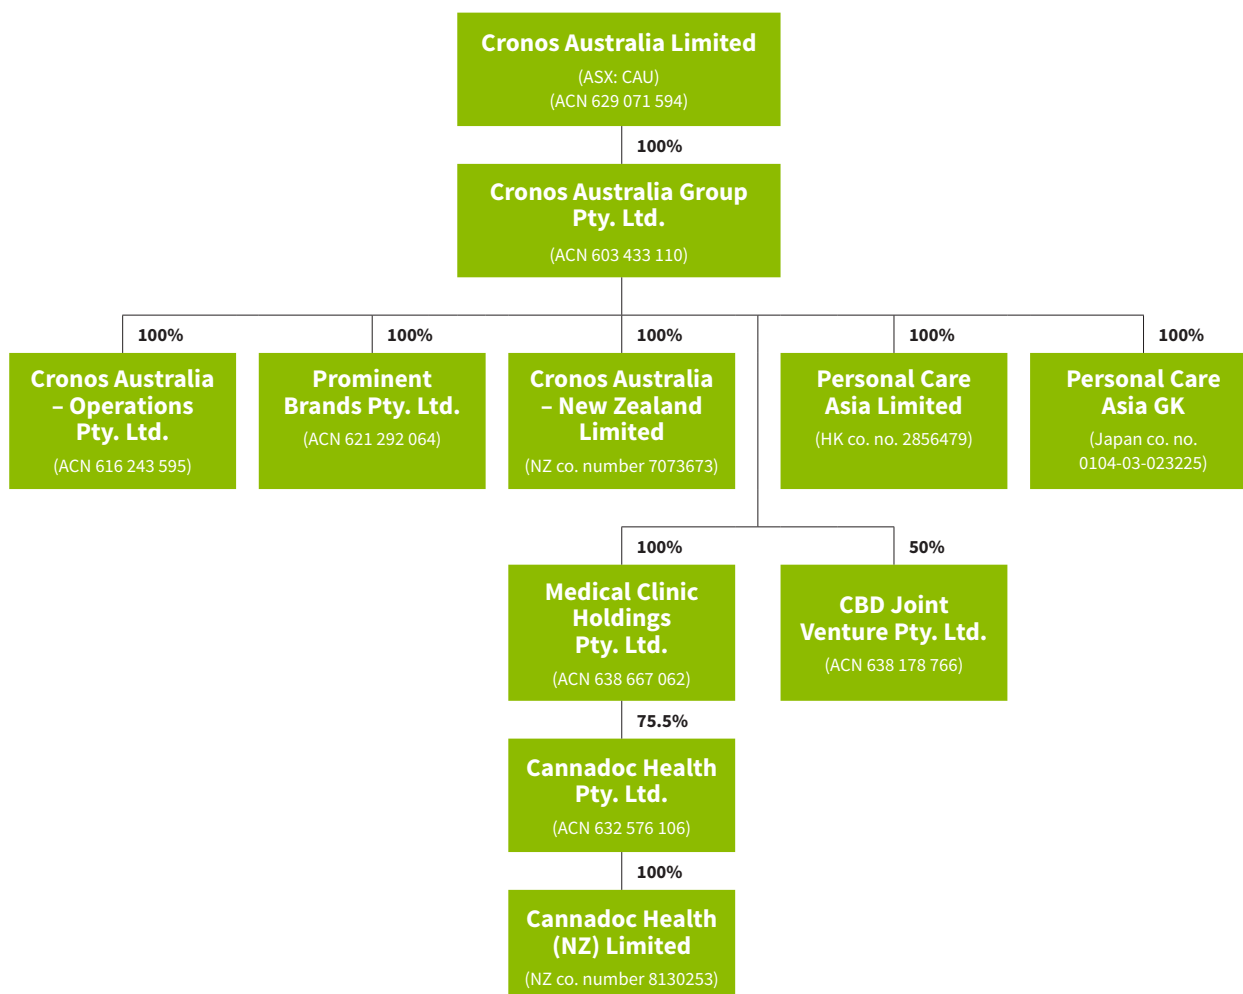 Cronos Australia Limited
(ASX: CAU)
(ACN 629 071 594)
100%
Cronos Australia Group
Pty. Ltd.
(ACN 603 433 110)
100%
Cronos Australia
– Operations
Pty. Ltd.
(ACN 616 243 595)
100%
Prominent
Brands Pty. Ltd.
(ACN 621 292 064)
100%
Cronos Australia
– New Zealand
Limited
(NZ co. number 7073673)
100%
Personal Care
Asia Limited
(HK co. no. 2856479)
100%
Personal Care
Asia GK
(Japan co. no.
0104-03-023225)
100%
Medical Clinic
Holdings
Pty. Ltd.
(ACN 638 667 062)
50%
CBD Joint
Venture Pty. Ltd.
(ACN 638 178 766)
75.5%
Cannadoc Health
Pty. Ltd.
(ACN 632 576 106)
100%
Cannadoc Health
(NZ) Limited
(NZ co. number 8130253)